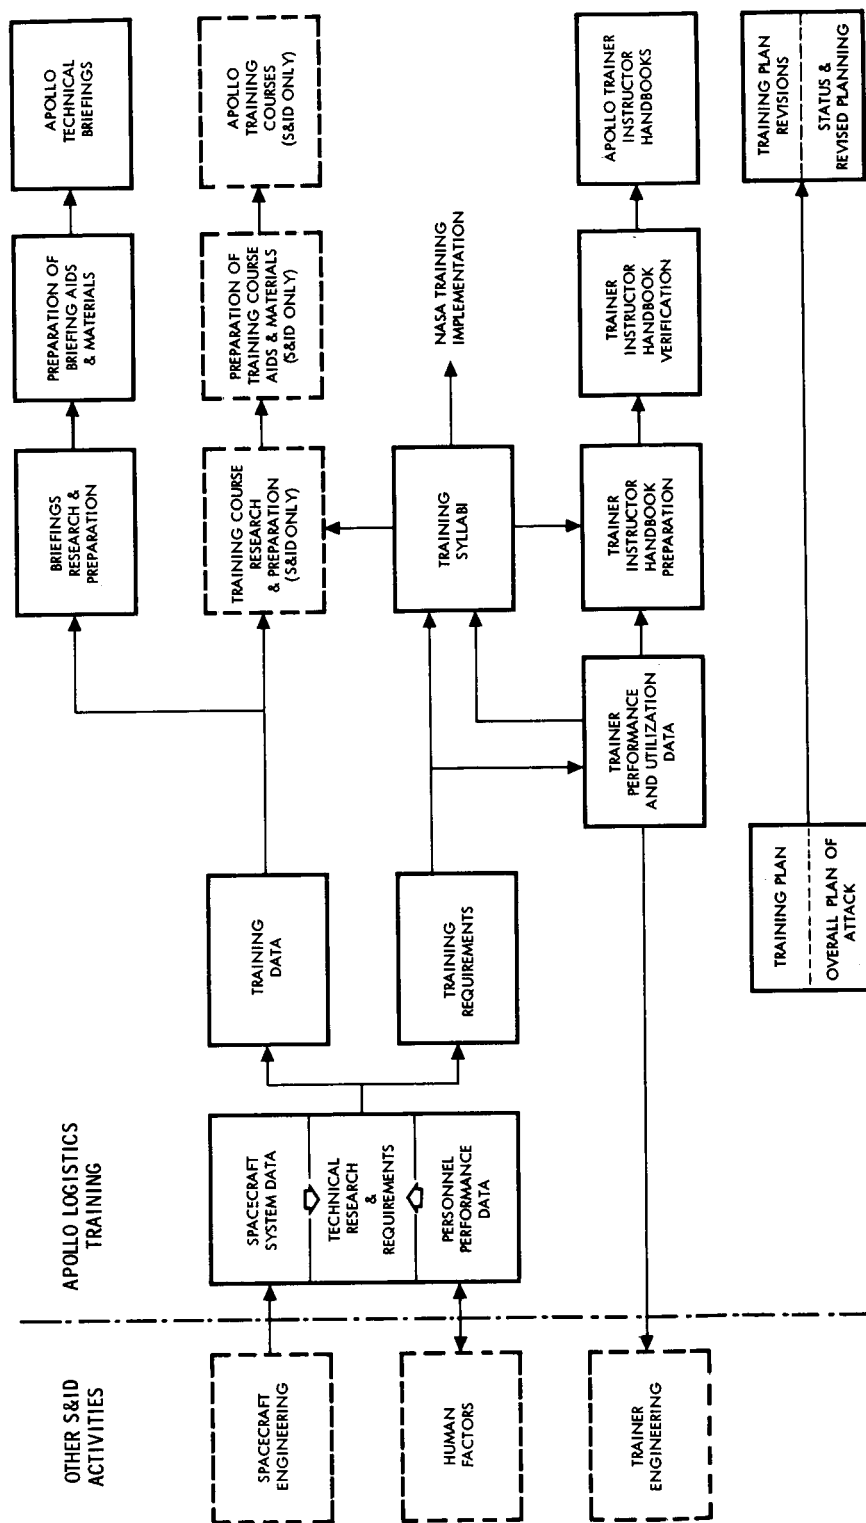 OTHER S&ID
ACTIVITIES
APOLLO LOGISTICS
TRAINING
SPACECRAFT
ENGINEERING
HUMAN
FACTORS
TRAINER
ENGINEERING
SPACECRAFT
SYSTEM DATA
TECHNICAL
RESEARCH
&
REQUIREMENTS
PERSONNEL
PERFORMANCE
DATA
TRAINING
DATA
TRAINING
REQUIREMENTS
TRAINING PLAN
OVERALL PLAN OF
ATTACK
TRAINER
PERFORMANCE
AND UTILIZATION
DATA
BRIEFINGS
RESEARCH &
PREPARATION
TRAINING COURSE
RESEARCH
& PREPARATION
(S&ID ONLY)
TRAINING
SYLLABI
TRAINER
INSTRUCTOR
HANDBOOK
PREPARATION
PREPARATION OF
BRIEFING AIDS
& MATERIALS
PREPARATION OF
TRAINING COURSE
AIDS & MATERIALS
(S&ID ONLY)
NASA TRAINING
IMPLEMENTATION
TRAINER
INSTRUCTOR
HANDBOOK
VERIFICATION
APOLLO
TECHNICAL
BRIEFINGS
APOLLO
TRAINING
COURSES
(S&ID ONLY)
APOLLO TRAINER
INSTRUCTOR
HANDBOOKS
TRAINING PLAN
REVISIONS
STATUS &
REVISED PLANNING